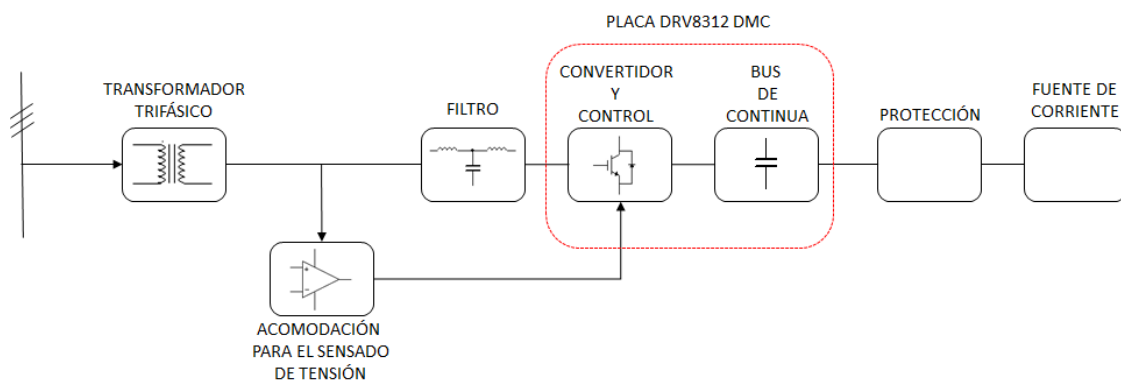 PLACA DRV8312 DMC
TRANSFORMADOR
TRIFÁSICO
FILTRO
CONVERTIDOR
Y
CONTROL
BUS
DE
CONTINUA
PROTECCIÓN
FUENTE DE
CORRIENTE
ACOMODACIÓN
PARA EL SENSADO
DE TENSIÓN